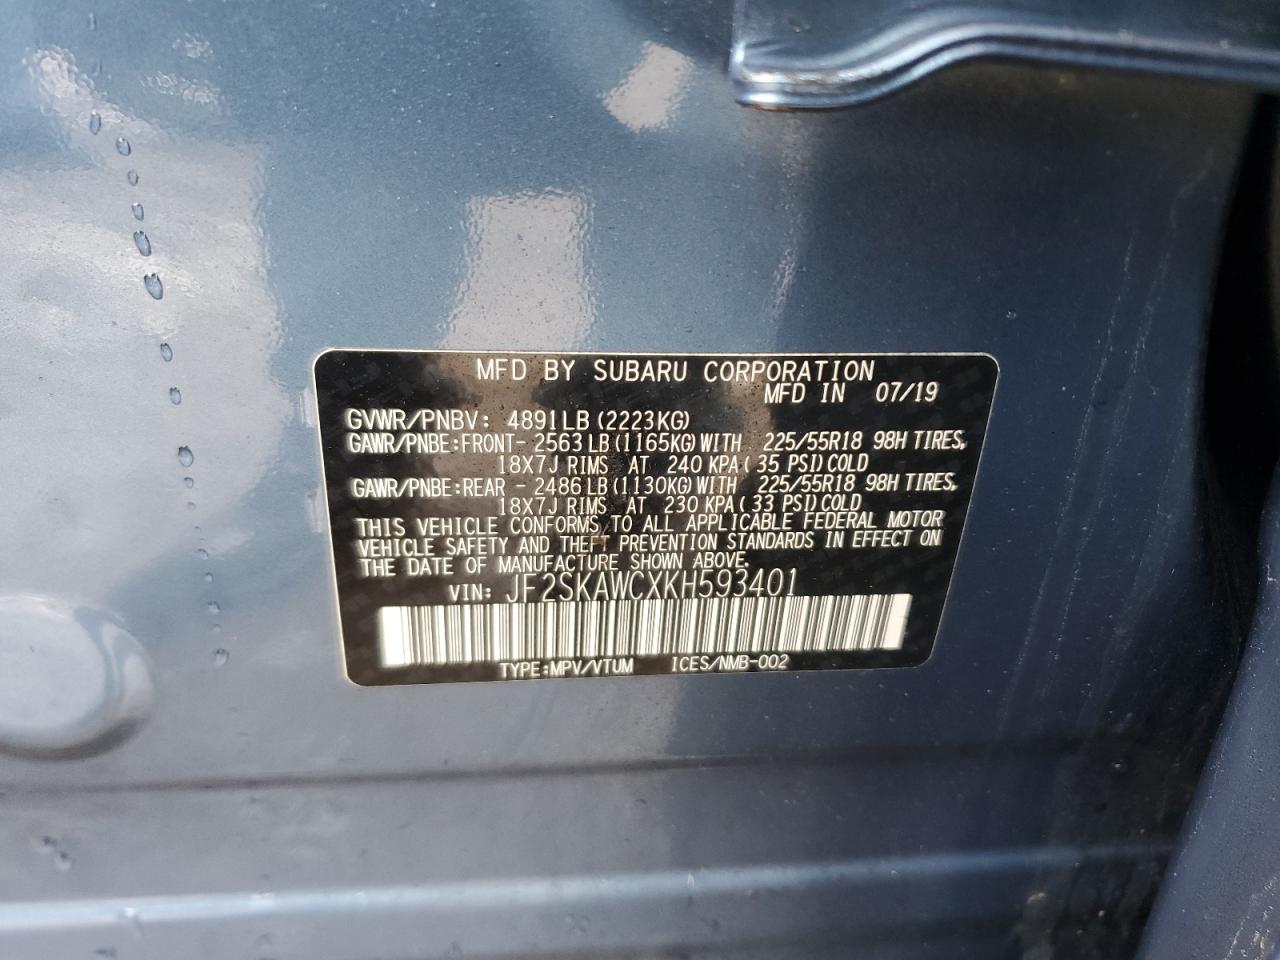 MFD BY SUBARU CORPORATION
MFD IN 07/19
GVWR/PNBV: 4891LB (2223KG)
GAWR/PNBE:FRONT- 2563LB(1165KG)WITH 225/55R18 98H TIRES,
18X7J RIMS AT 240 KPA( 35 PSI)COLD
GAWR/PNBE:REAR - 2486LB(1130KG)WITH 225/55R18 98H TIRES,
18X7J RIMS AT 230 KPA( 33 PSI)COLD
THIS VEHICLE CONFORMS TO ALL APPLICABLE FEDERAL MOTOR
VEHICLE SAFETY AND THEFT PREVENTION STANDARDS IN EFFECT ON
THE DATE OF MANUFACTURE SHOWN ABOVE.
VIN: JF2SKAWCXKH593401
TYPE:MPV/VTUM ICES/NMB-002